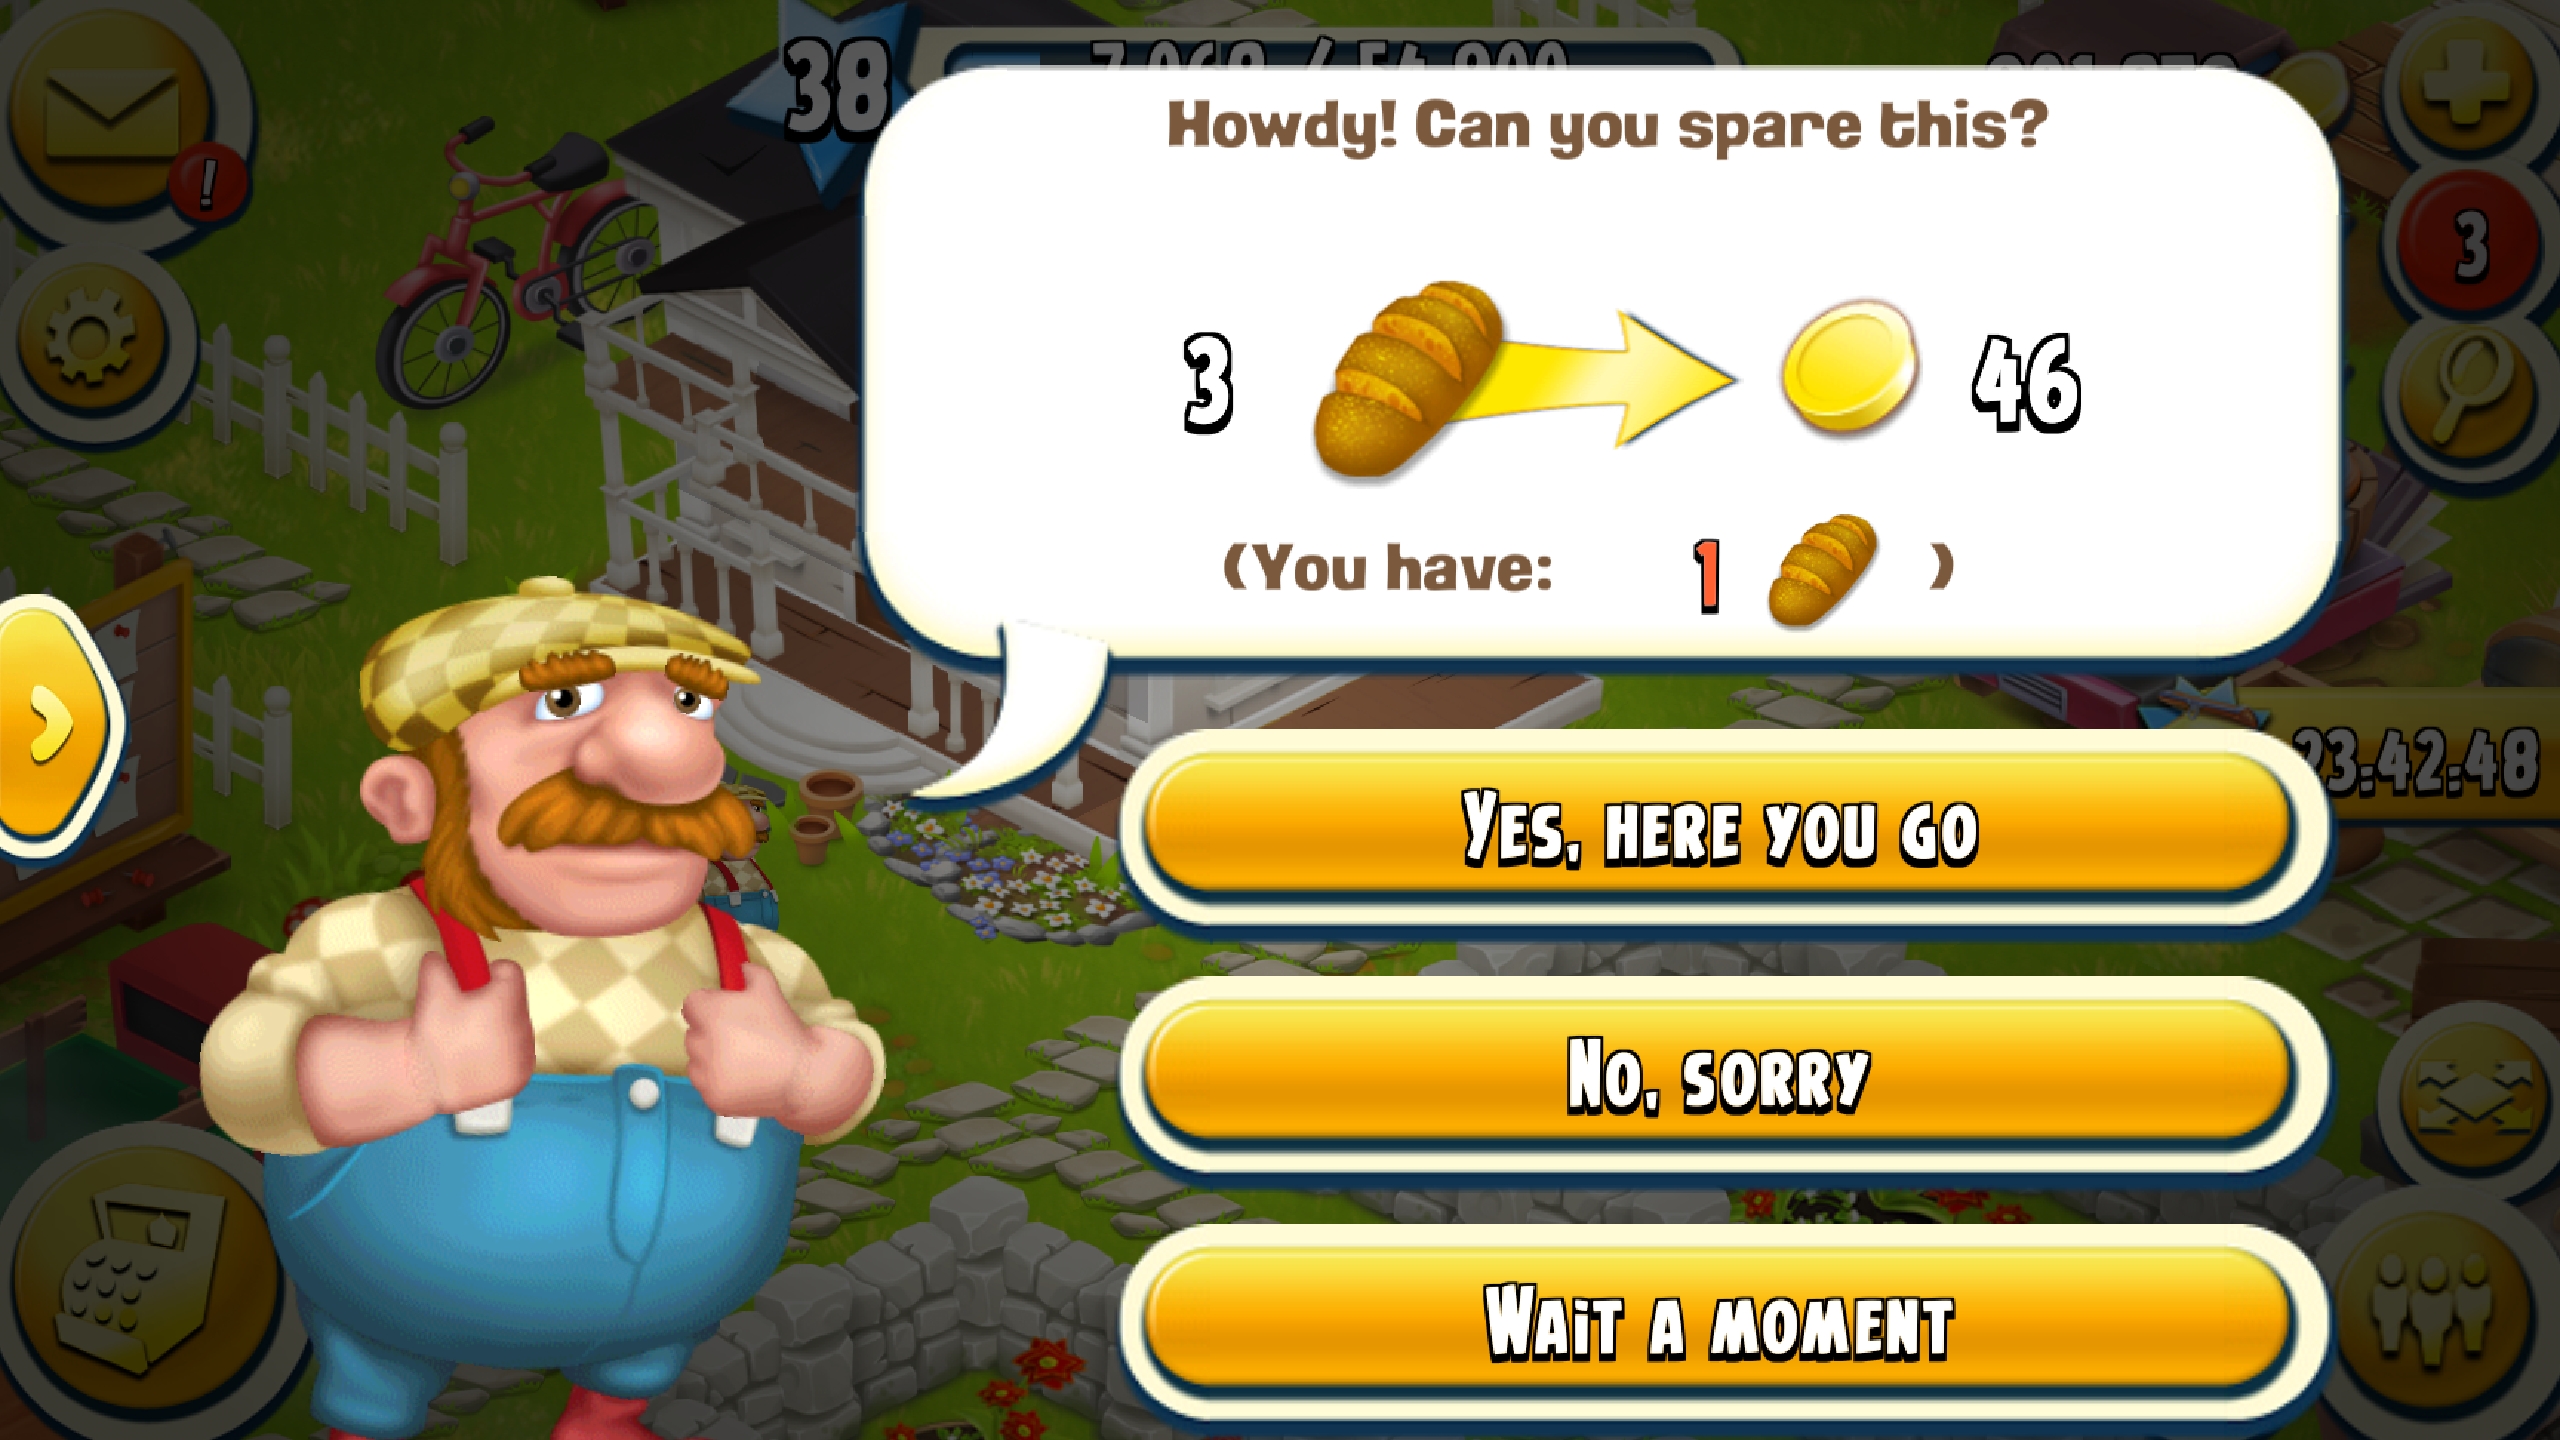 38
Howdy! Can you spare this?
3
46
(You have: 1 )
!
3
23:42:48
Yes, here you go
No, sorry
Wait a moment